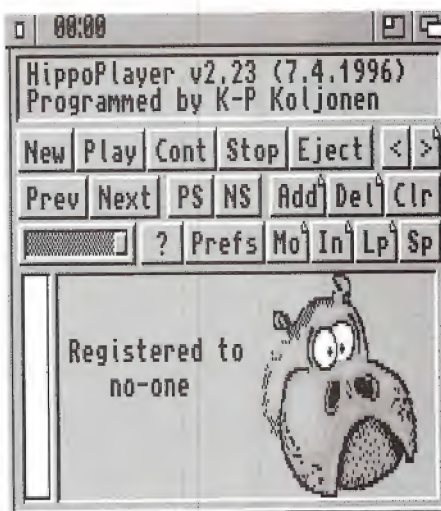 00:00
HippoPlayer v2.23 (7.4.1996)
Programmed by K-P Koljonen
New Play Cont Stop Eject < >
Prev Next PS NS Add Del Clr
? Prefs Mo In Lp Sp
Registered to
no-one